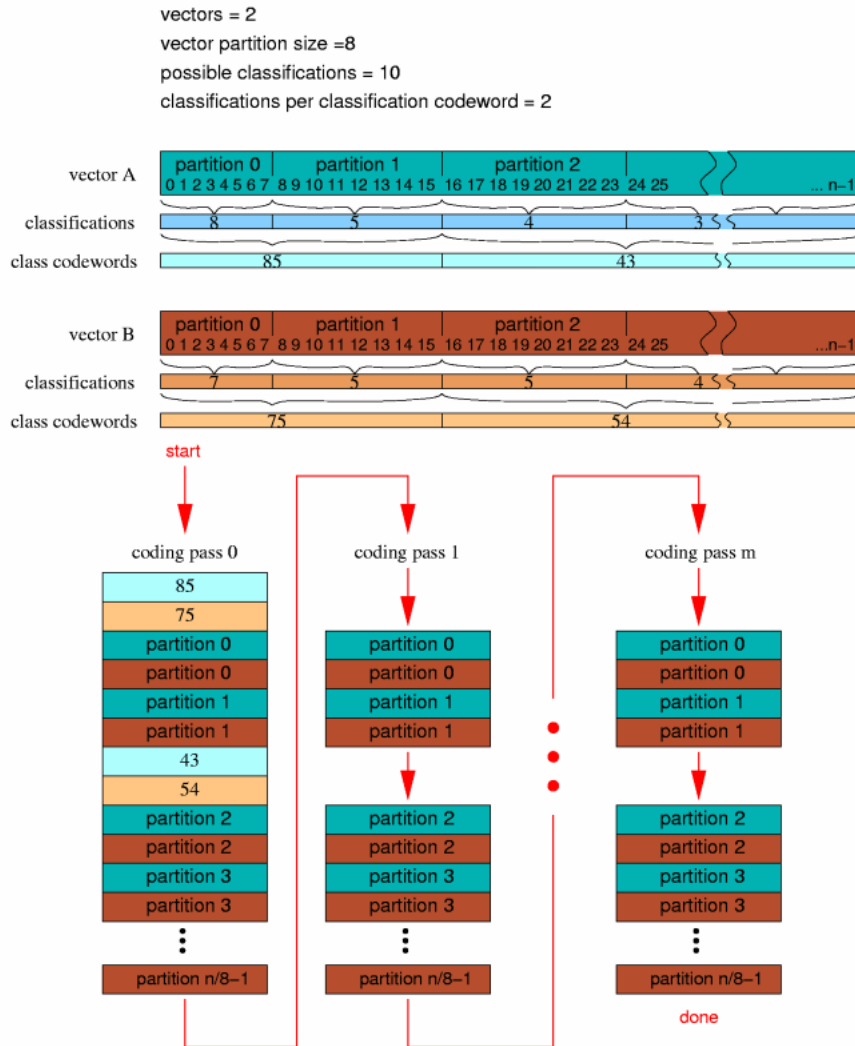 vectors = 2
vector partition size =8
possible classifications = 10
classifications per classification codeword = 2
vector A
partition 0 partition 1 partition 2
0 1 2 3 4 5 6 7 8 9 10 11 12 13 14 15 16 17 18 19 20 21 22 23 24 25 ... n−1
classifications 8 5 4 3
class codewords 85 43
vector B
partition 0 partition 1 partition 2
0 1 2 3 4 5 6 7 8 9 10 11 12 13 14 15 16 17 18 19 20 21 22 23 24 25 ...n−1
classifications 7 5 5 4
class codewords 75 54
start
coding pass 0
85
75
partition 0
partition 0
partition 1
partition 1
43
54
partition 2
partition 2
partition 3
partition 3
partition n/8−1
coding pass 1
partition 0
partition 0
partition 1
partition 1
partition 2
partition 2
partition 3
partition 3
partition n/8−1
coding pass m
partition 0
partition 0
partition 1
partition 1
partition 2
partition 2
partition 3
partition 3
partition n/8−1
done